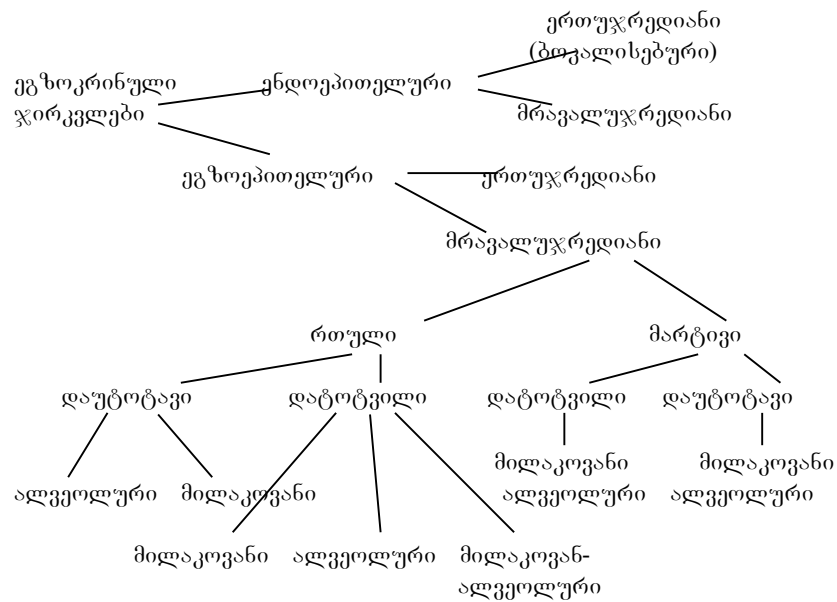 ერთუჯრედიანი
(ბოკალისებური)
ეგზოკრინული
ჯირკვლები
ენდოეპითელური
მრავალუჯრედიანი
ეგზოეპითელური
ერთუჯრედიანი
მრავალუჯრედიანი
რთული
მარტივი
დაუტოტავი
დატოტვილი
დატოტვილი
დაუტოტავი
ალვეოლური
მილაკოვანი
მილაკოვანი
ალვეოლური
მილაკოვანი
ალვეოლური
მილაკოვანი
ალვეოლური
მილაკოვან-
ალვეოლური